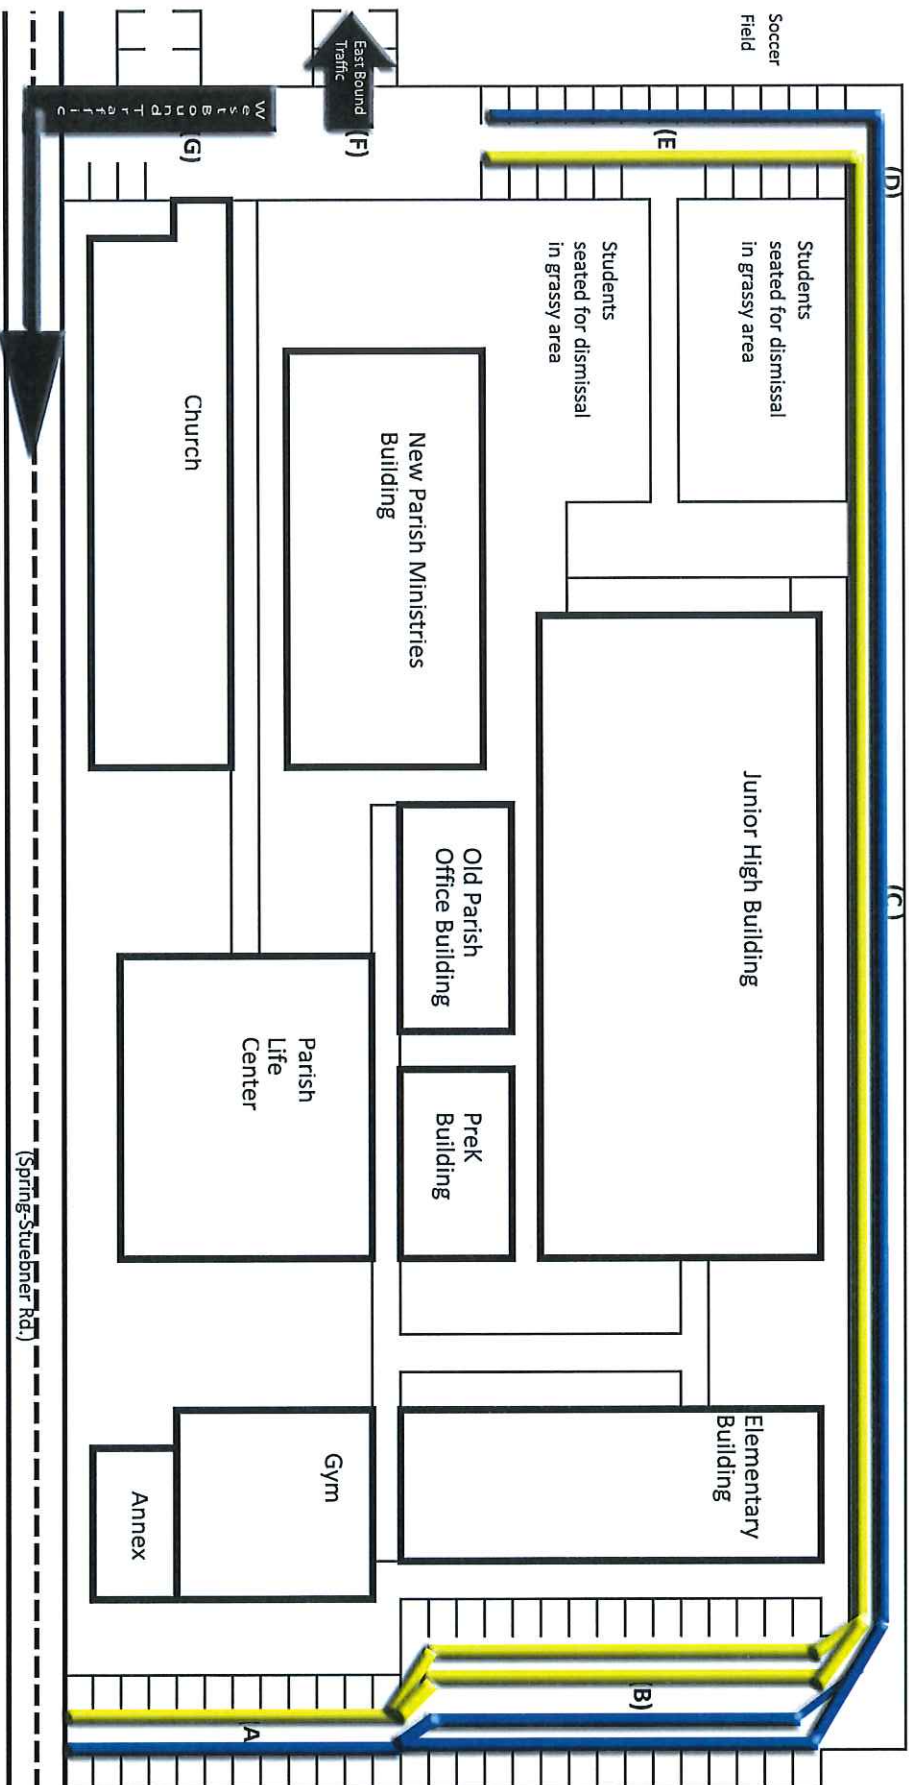 Soccer
Field
(D)
(E
East Bound
Traffic
(F)
West Bound Traffic
(G)
Students
seated for dismissal
in grassy area
Students
seated for dismissal
in grassy area
New Parish Ministries
Building
Church
Junior High Building
(C)
Old Parish
Office Building
PreK
Building
Parish
Life
Center
(Spring-Stuebner Rd.)
Elementary
Building
Gym
Annex
(B)
(A